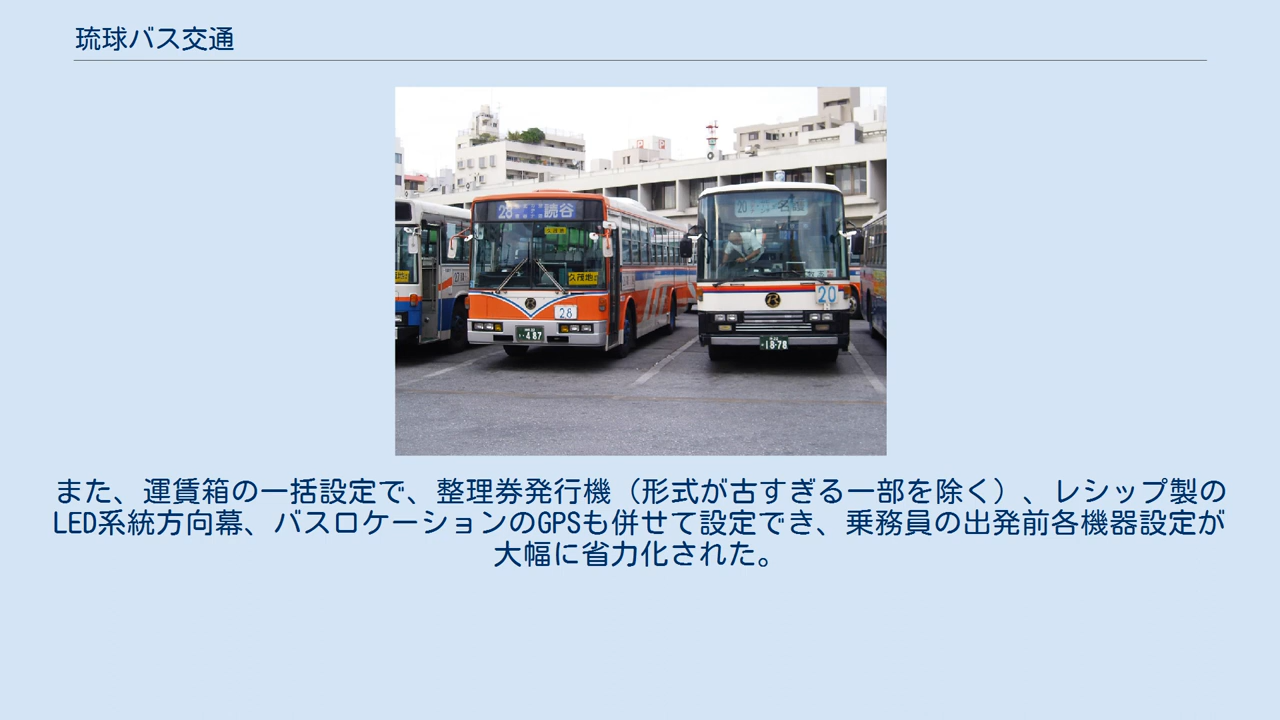 琉球バス交通
28 読谷
久茂地
久茂地
28
487
20
20
18-78
また、運賃箱の一括設定で、整理券発行機（形式が古すぎる一部を除く）、レシップ製の
LED系統方向幕、バスロケーションのGPSも併せて設定でき、乗務員の出発前各機器設定が
大幅に省力化された。